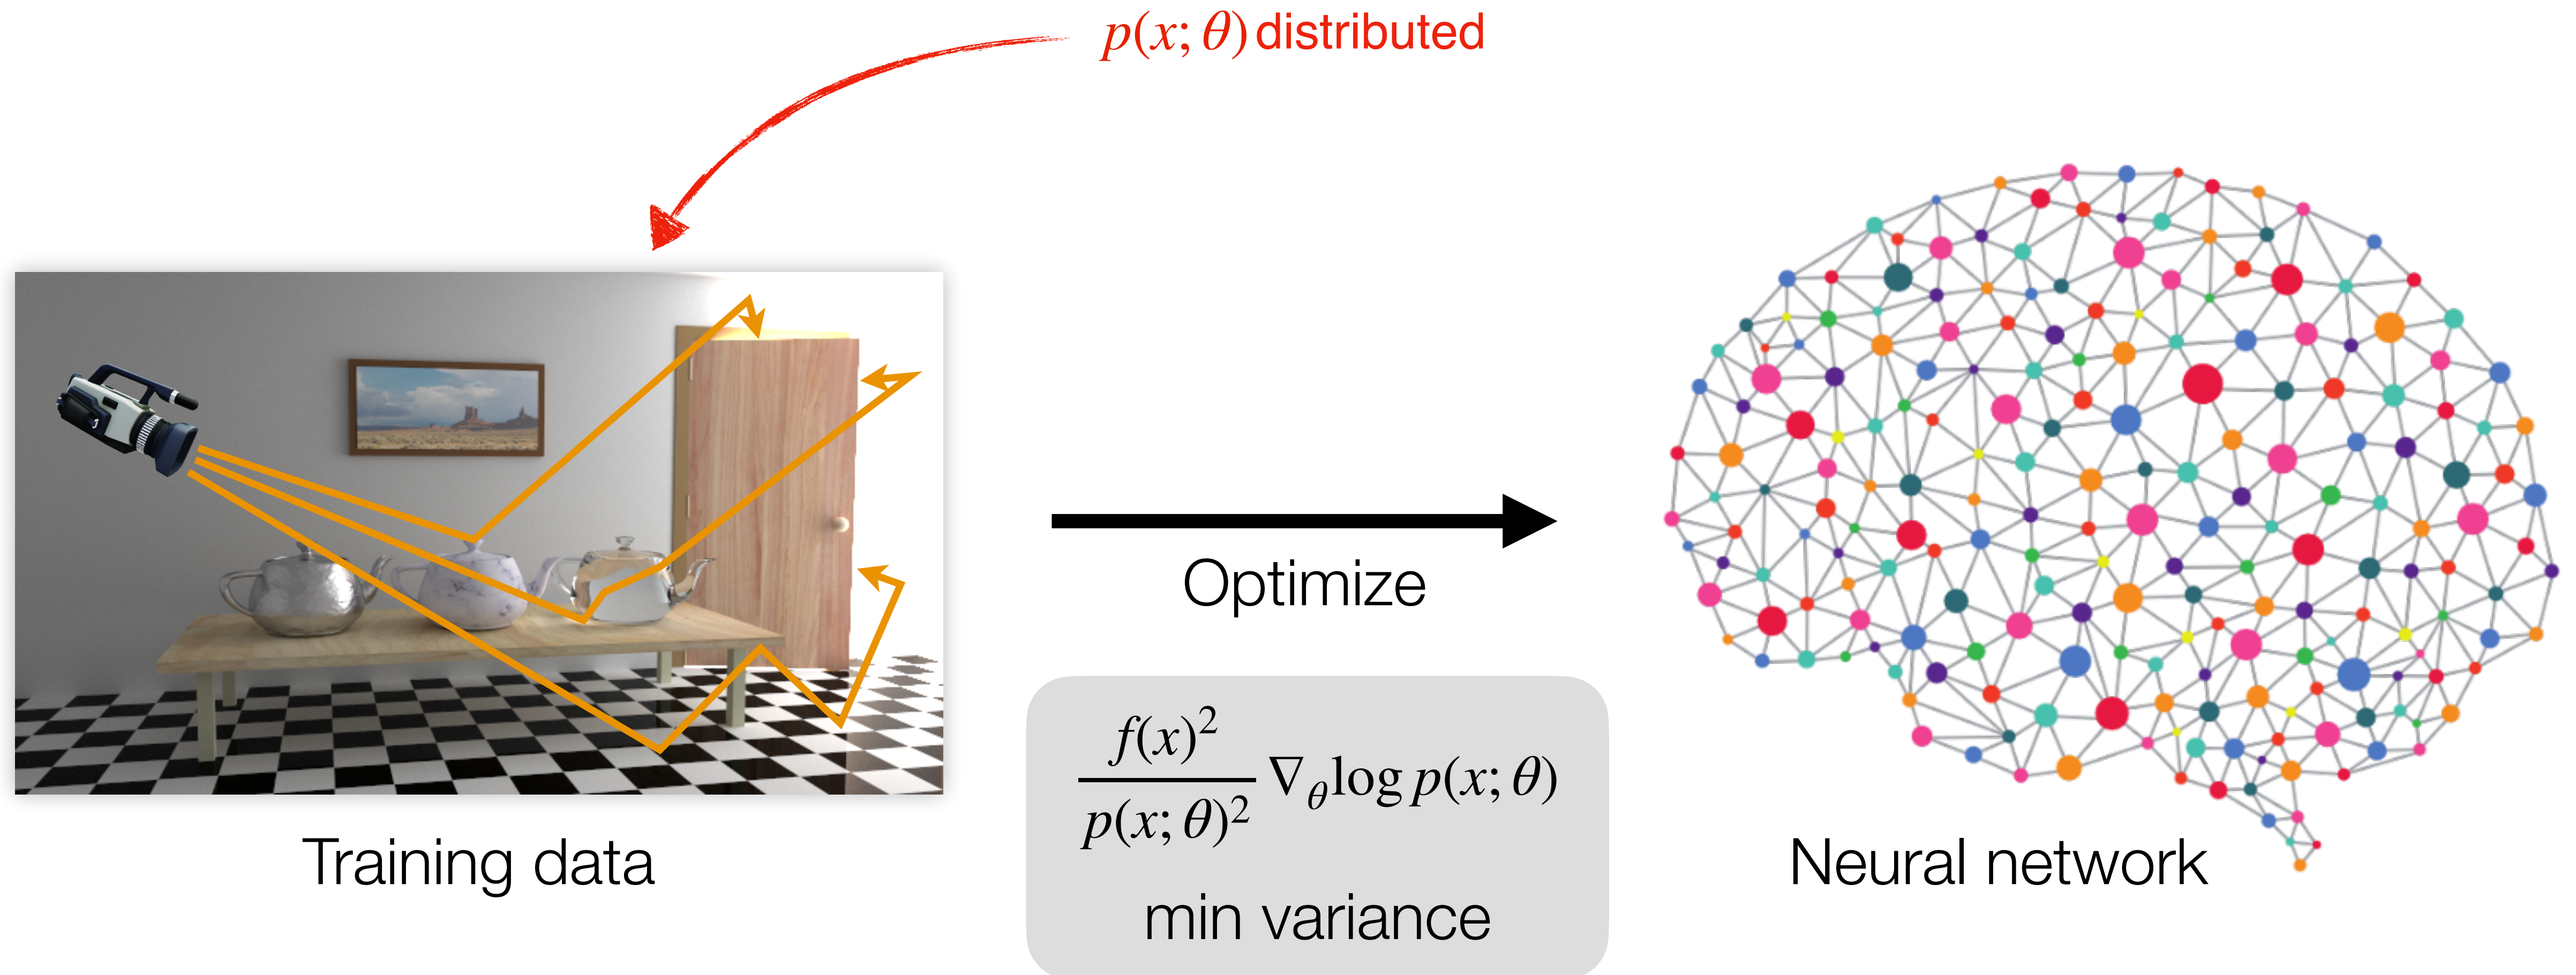 p(x; θ) distributed
Optimize
f(x)²
p(x; θ)²
∇θ log p(x; θ)
min variance
Training data
Neural network